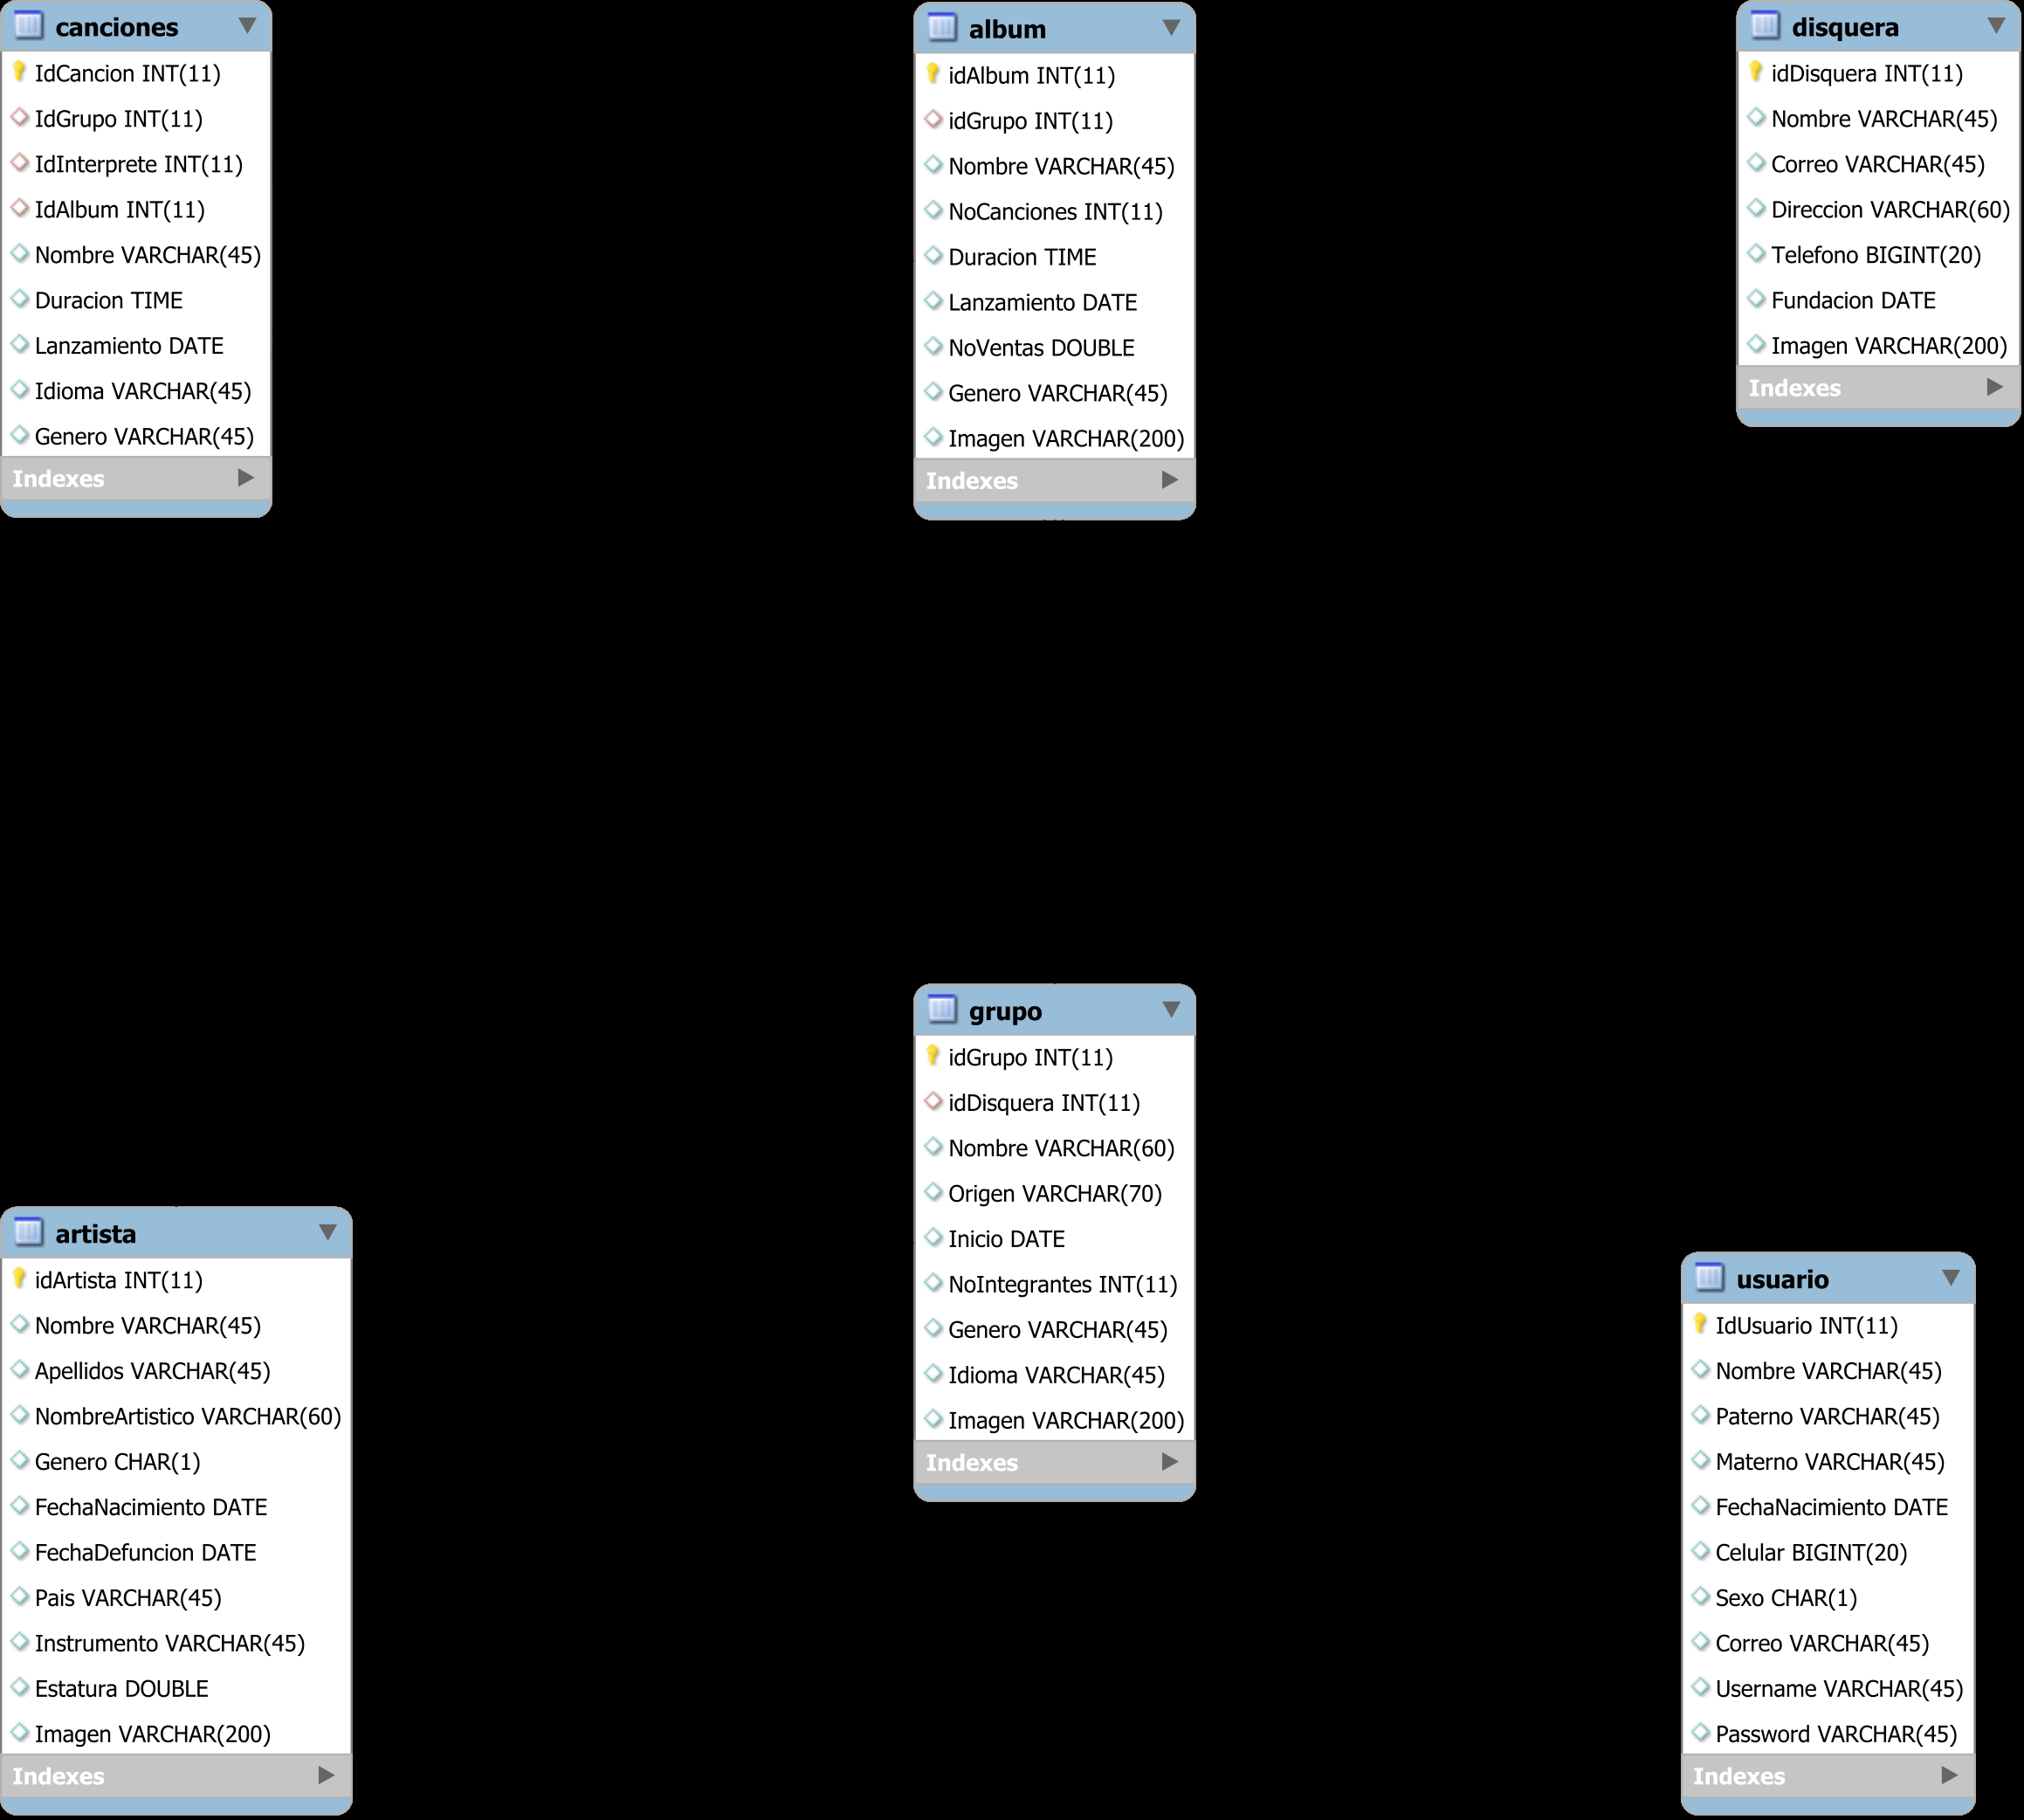 canciones
IdCancion INT(11)
IdGrupo INT(11)
IdInterprete INT(11)
IdAlbum INT(11)
Nombre VARCHAR(45)
Duracion TIME
Lanzamiento DATE
Idioma VARCHAR(45)
Genero VARCHAR(45)
Indexes
album
idAlbum INT(11)
idGrupo INT(11)
Nombre VARCHAR(45)
NoCanciones INT(11)
Duracion TIME
Lanzamiento DATE
NoVentas DOUBLE
Genero VARCHAR(45)
Imagen VARCHAR(200)
Indexes
disquera
idDisquera INT(11)
Nombre VARCHAR(45)
Correo VARCHAR(45)
Direccion VARCHAR(60)
Telefono BIGINT(20)
Fundacion DATE
Imagen VARCHAR(200)
Indexes
grupo
idGrupo INT(11)
idDisquera INT(11)
Nombre VARCHAR(60)
Origen VARCHAR(70)
Inicio DATE
NoIntegrantes INT(11)
Genero VARCHAR(45)
Idioma VARCHAR(45)
Imagen VARCHAR(200)
Indexes
artista
idArtista INT(11)
Nombre VARCHAR(45)
Apellidos VARCHAR(45)
NombreArtistico VARCHAR(60)
Genero CHAR(1)
FechaNacimiento DATE
FechaDefuncion DATE
Pais VARCHAR(45)
Instrumento VARCHAR(45)
Estatura DOUBLE
Imagen VARCHAR(200)
Indexes
usuario
IdUsuario INT(11)
Nombre VARCHAR(45)
Paterno VARCHAR(45)
Materno VARCHAR(45)
FechaNacimiento DATE
Celular BIGINT(20)
Sexo CHAR(1)
Correo VARCHAR(45)
Username VARCHAR(45)
Password VARCHAR(45)
Indexes